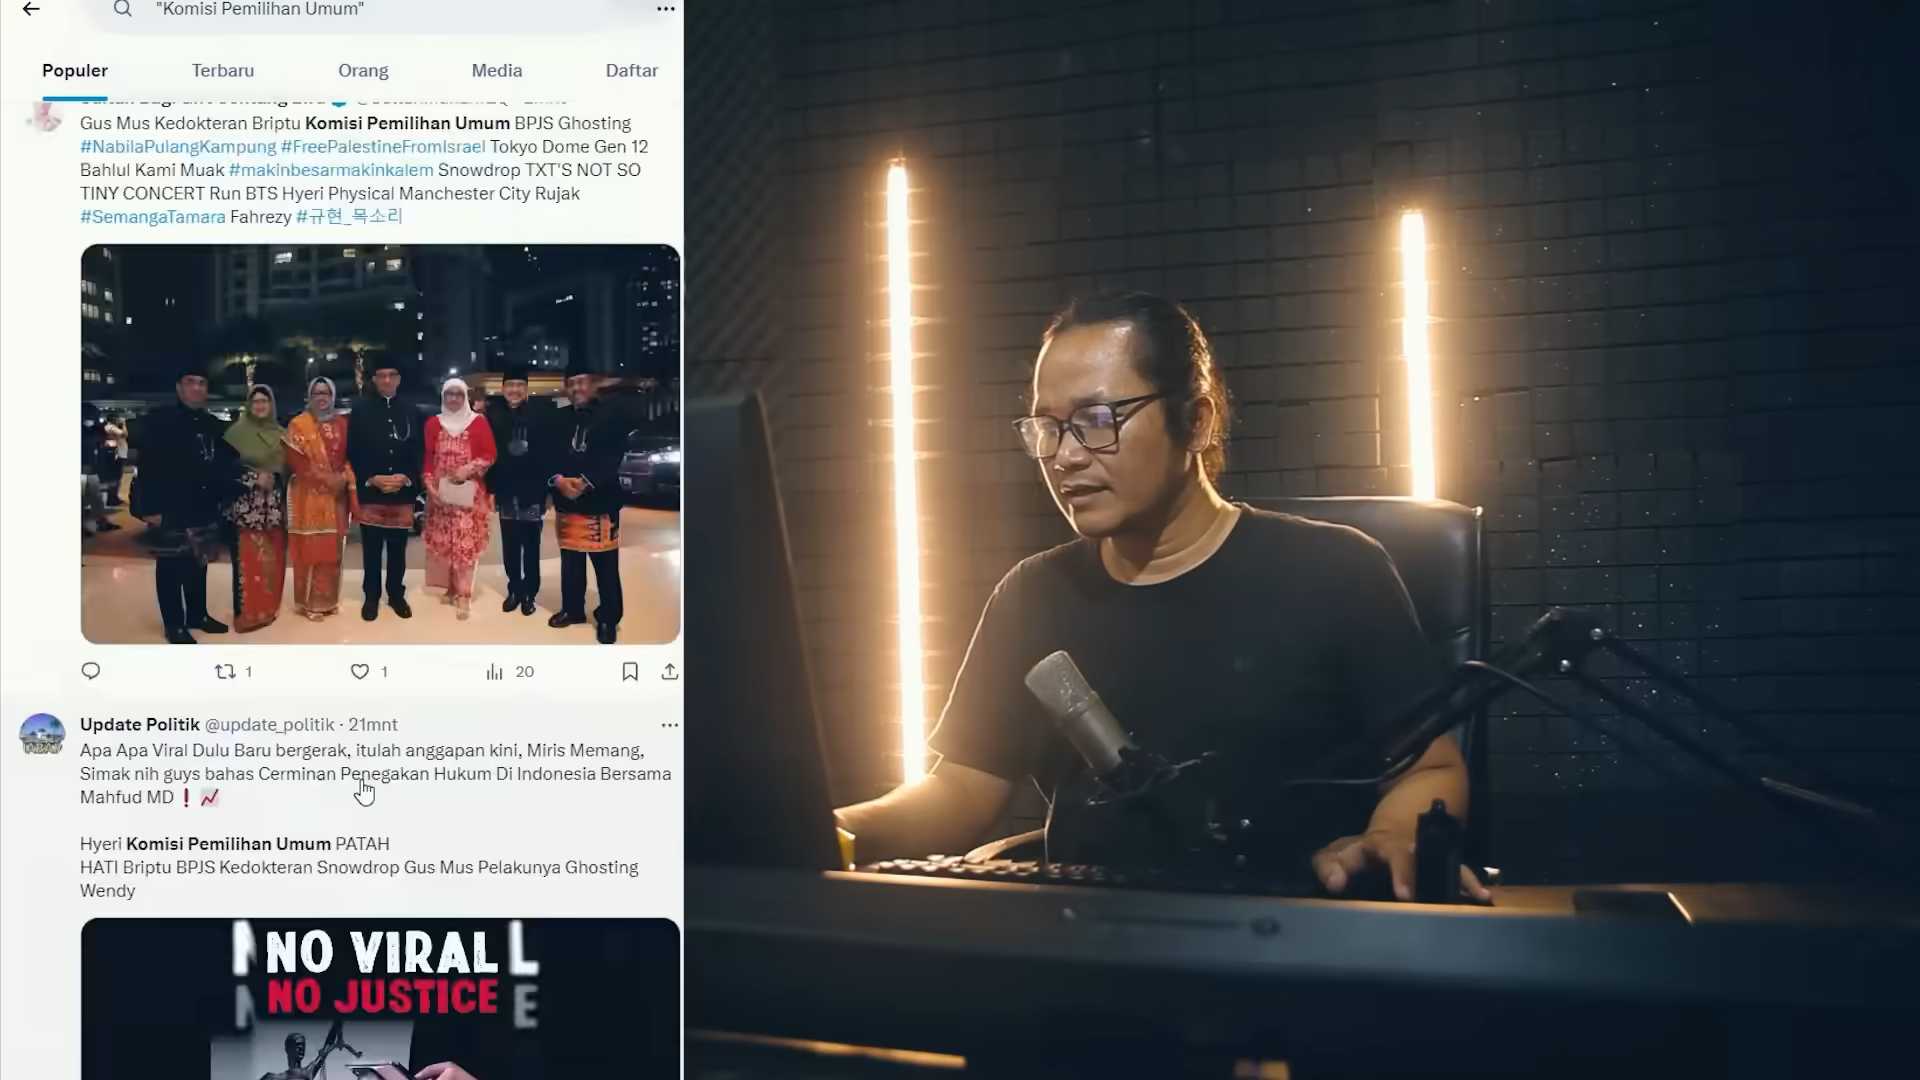 "Komisi Pemilihan Umum"
Populer Terbaru Orang Media Daftar
Gus Mus Kedokteran Briptu Komisi Pemilihan Umum BPJS Ghosting
#NabilaPulangKampung #FreePalestineFromIsrael Tokyo Dome Gen 12
Bahlul Kami Muak #makinbesarmakinkalem Snowdrop TXT'S NOT SO
TINY CONCERT Run BTS Hyeri Physical Manchester City Rujak
#SemangaTamara Fahrezy #규현_목소리
1 1 20
Update Politik @update_politik · 21mnt
Apa Apa Viral Dulu Baru bergerak, itulah anggapan kini, Miris Memang,
Simak nih guys bahas Cerminan Penegakan Hukum Di Indonesia Bersama
Mahfud MD ❗ 📈
Hyeri Komisi Pemilihan Umum PATAH
HATI Briptu BPJS Kedokteran Snowdrop Gus Mus Pelakunya Ghosting
Wendy
NO VIRAL
NO JUSTICE